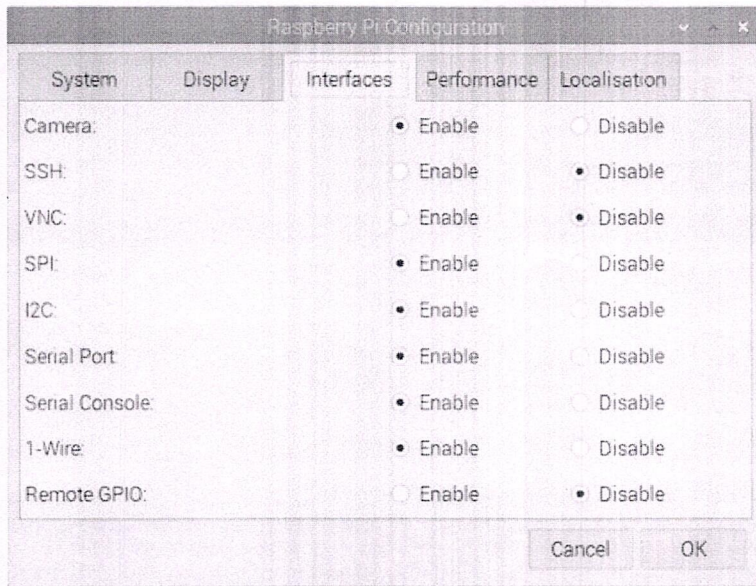 Raspberry Pi Configuration
System Display Interfaces Performance Localisation
Camera: Enable Disable
SSH: Enable Disable
VNC: Enable Disable
SPI: Enable Disable
I2C: Enable Disable
Serial Port: Enable Disable
Serial Console: Enable Disable
1-Wire: Enable Disable
Remote GPIO: Enable Disable
Cancel OK